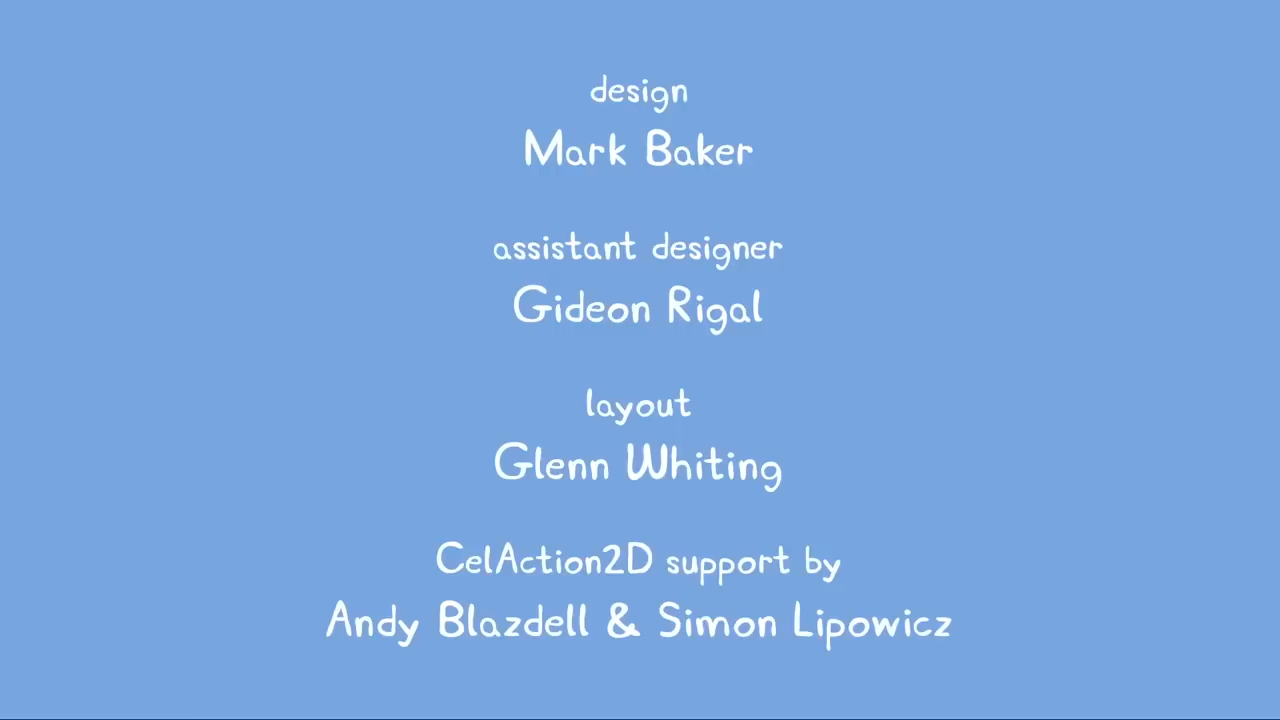 design
Mark Baker
assistant designer
Gideon Rigal
layout
Glenn Whiting
CelAction2D support by
Andy Blazdell & Simon Lipowicz